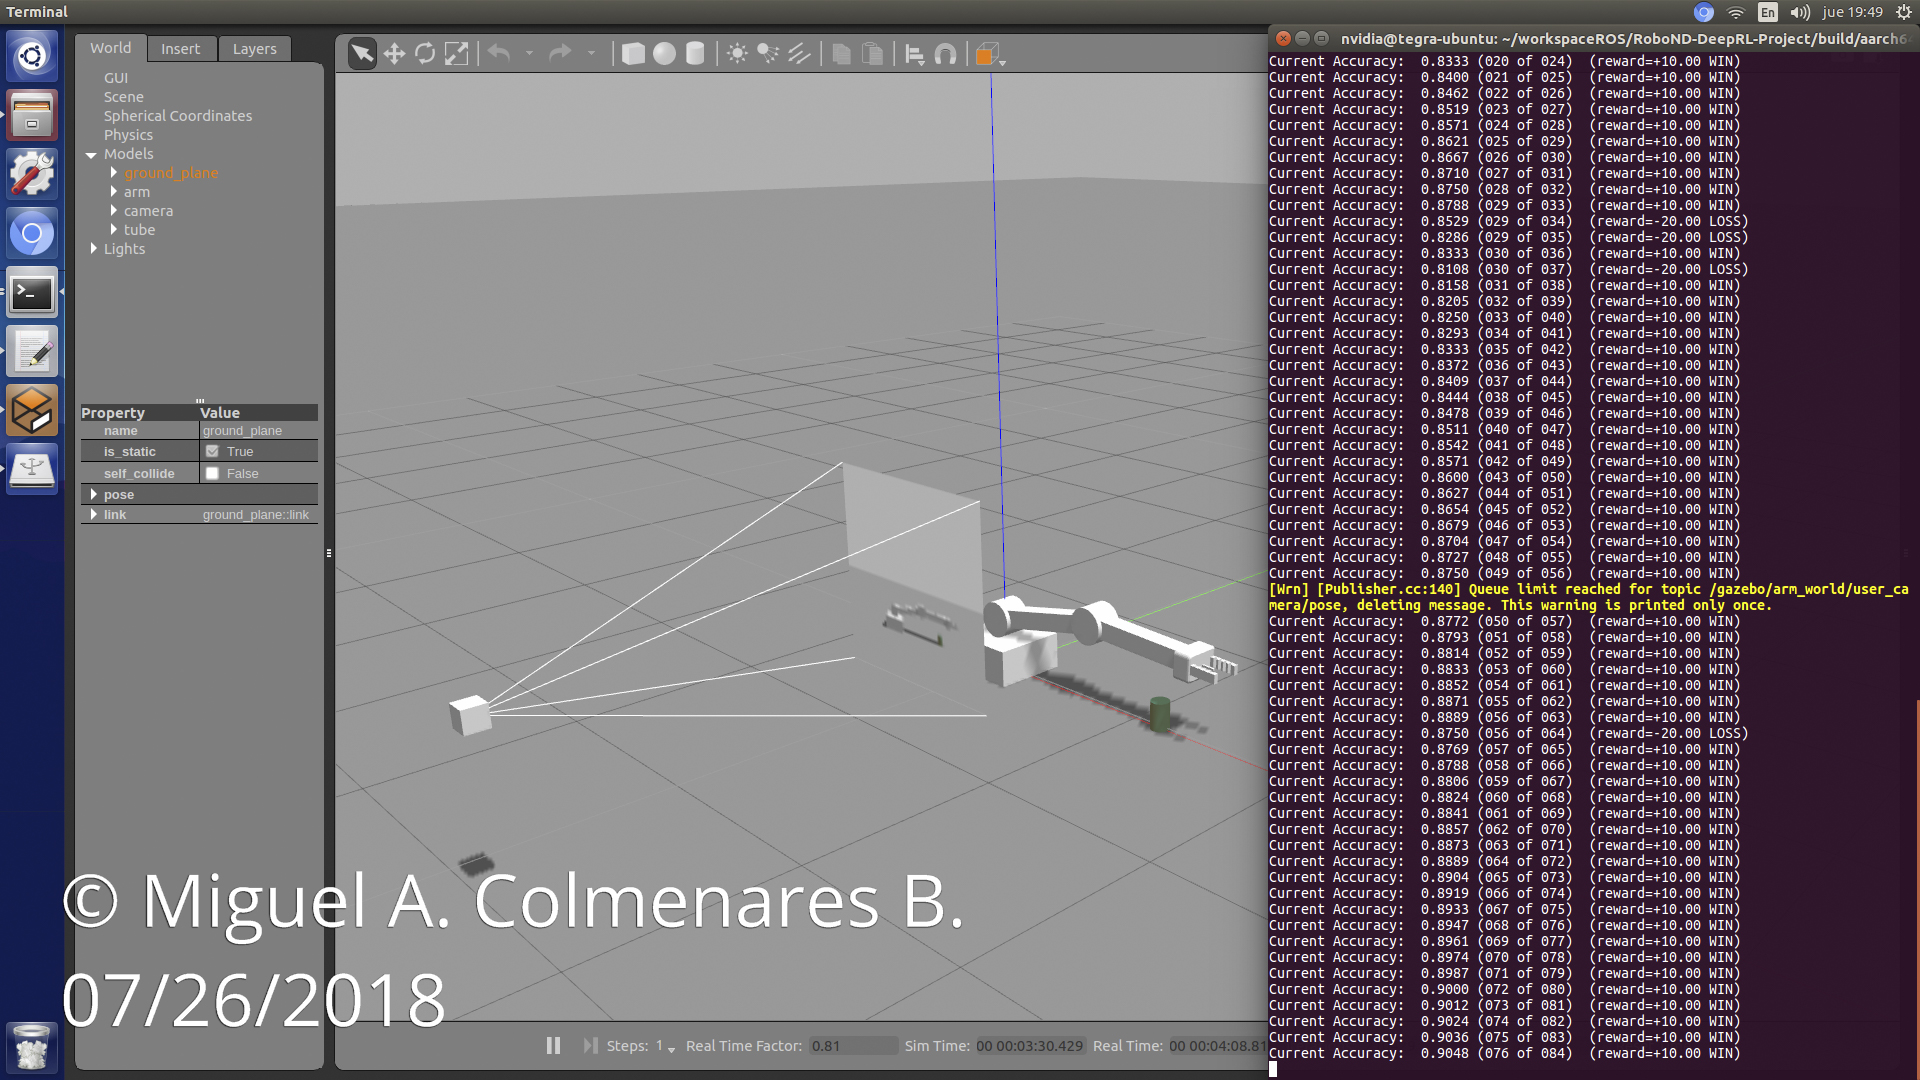 Terminal
En
jue 19:49
World
Insert
Layers
GUI
Scene
Spherical Coordinates
Physics
Models
ground_plane
arm
camera
tube
Lights
Property Value
name ground_plane
is_static True
self_collide False
pose
link ground_plane::link
© Miguel A. Colmenares B.
07/26/2018
Steps: 1 Real Time Factor: 0.81 Sim Time: 00 00:03:30.429 Real Time: 00 00:04:08.81
nvidia@tegra-ubuntu: ~/workspaceROS/RoboND-DeepRL-Project/build/aarch6
Current Accuracy: 0.8333 (020 of 024) (reward=+10.00 WIN)
Current Accuracy: 0.8400 (021 of 025) (reward=+10.00 WIN)
Current Accuracy: 0.8462 (022 of 026) (reward=+10.00 WIN)
Current Accuracy: 0.8519 (023 of 027) (reward=+10.00 WIN)
Current Accuracy: 0.8571 (024 of 028) (reward=+10.00 WIN)
Current Accuracy: 0.8621 (025 of 029) (reward=+10.00 WIN)
Current Accuracy: 0.8667 (026 of 030) (reward=+10.00 WIN)
Current Accuracy: 0.8710 (027 of 031) (reward=+10.00 WIN)
Current Accuracy: 0.8750 (028 of 032) (reward=+10.00 WIN)
Current Accuracy: 0.8788 (029 of 033) (reward=+10.00 WIN)
Current Accuracy: 0.8529 (029 of 034) (reward=-20.00 LOSS)
Current Accuracy: 0.8286 (029 of 035) (reward=-20.00 LOSS)
Current Accuracy: 0.8333 (030 of 036) (reward=+10.00 WIN)
Current Accuracy: 0.8108 (030 of 037) (reward=-20.00 LOSS)
Current Accuracy: 0.8158 (031 of 038) (reward=+10.00 WIN)
Current Accuracy: 0.8205 (032 of 039) (reward=+10.00 WIN)
Current Accuracy: 0.8250 (033 of 040) (reward=+10.00 WIN)
Current Accuracy: 0.8293 (034 of 041) (reward=+10.00 WIN)
Current Accuracy: 0.8333 (035 of 042) (reward=+10.00 WIN)
Current Accuracy: 0.8372 (036 of 043) (reward=+10.00 WIN)
Current Accuracy: 0.8409 (037 of 044) (reward=+10.00 WIN)
Current Accuracy: 0.8444 (038 of 045) (reward=+10.00 WIN)
Current Accuracy: 0.8478 (039 of 046) (reward=+10.00 WIN)
Current Accuracy: 0.8511 (040 of 047) (reward=+10.00 WIN)
Current Accuracy: 0.8542 (041 of 048) (reward=+10.00 WIN)
Current Accuracy: 0.8571 (042 of 049) (reward=+10.00 WIN)
Current Accuracy: 0.8600 (043 of 050) (reward=+10.00 WIN)
Current Accuracy: 0.8627 (044 of 051) (reward=+10.00 WIN)
Current Accuracy: 0.8654 (045 of 052) (reward=+10.00 WIN)
Current Accuracy: 0.8679 (046 of 053) (reward=+10.00 WIN)
Current Accuracy: 0.8704 (047 of 054) (reward=+10.00 WIN)
Current Accuracy: 0.8727 (048 of 055) (reward=+10.00 WIN)
Current Accuracy: 0.8750 (049 of 056) (reward=+10.00 WIN)
[Wrn] [Publisher.cc:140] Queue limit reached for topic /gazebo/arm_world/user_ca
mera/pose, deleting message. This warning is printed only once.
Current Accuracy: 0.8772 (050 of 057) (reward=+10.00 WIN)
Current Accuracy: 0.8793 (051 of 058) (reward=+10.00 WIN)
Current Accuracy: 0.8814 (052 of 059) (reward=+10.00 WIN)
Current Accuracy: 0.8833 (053 of 060) (reward=+10.00 WIN)
Current Accuracy: 0.8852 (054 of 061) (reward=+10.00 WIN)
Current Accuracy: 0.8871 (055 of 062) (reward=+10.00 WIN)
Current Accuracy: 0.8889 (056 of 063) (reward=+10.00 WIN)
Current Accuracy: 0.8750 (056 of 064) (reward=-20.00 LOSS)
Current Accuracy: 0.8769 (057 of 065) (reward=+10.00 WIN)
Current Accuracy: 0.8788 (058 of 066) (reward=+10.00 WIN)
Current Accuracy: 0.8806 (059 of 067) (reward=+10.00 WIN)
Current Accuracy: 0.8824 (060 of 068) (reward=+10.00 WIN)
Current Accuracy: 0.8841 (061 of 069) (reward=+10.00 WIN)
Current Accuracy: 0.8857 (062 of 070) (reward=+10.00 WIN)
Current Accuracy: 0.8873 (063 of 071) (reward=+10.00 WIN)
Current Accuracy: 0.8889 (064 of 072) (reward=+10.00 WIN)
Current Accuracy: 0.8904 (065 of 073) (reward=+10.00 WIN)
Current Accuracy: 0.8919 (066 of 074) (reward=+10.00 WIN)
Current Accuracy: 0.8933 (067 of 075) (reward=+10.00 WIN)
Current Accuracy: 0.8947 (068 of 076) (reward=+10.00 WIN)
Current Accuracy: 0.8961 (069 of 077) (reward=+10.00 WIN)
Current Accuracy: 0.8974 (070 of 078) (reward=+10.00 WIN)
Current Accuracy: 0.8987 (071 of 079) (reward=+10.00 WIN)
Current Accuracy: 0.9000 (072 of 080) (reward=+10.00 WIN)
Current Accuracy: 0.9012 (073 of 081) (reward=+10.00 WIN)
Current Accuracy: 0.9024 (074 of 082) (reward=+10.00 WIN)
Current Accuracy: 0.9036 (075 of 083) (reward=+10.00 WIN)
Current Accuracy: 0.9048 (076 of 084) (reward=+10.00 WIN)